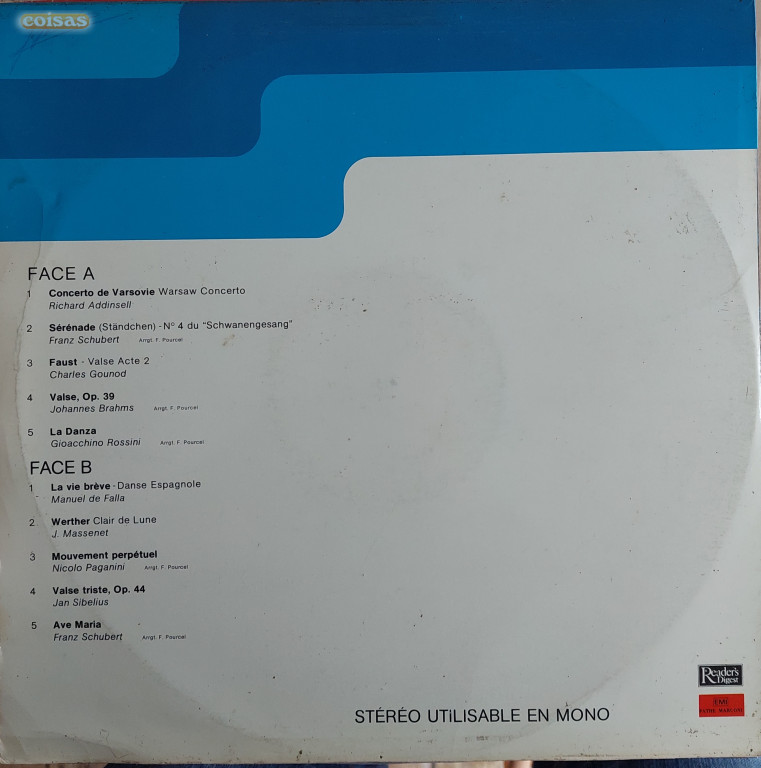 coisas
FACE A
1 Concerto de Varsovie Warsaw Concerto
Richard Addinsell
2 Sérénade (Ständchen) - Nº 4 du "Schwanengesang"
Franz Schubert Arrgt. F. Pourcel
3 Faust - Valse Acte 2
Charles Gounod
4 Valse, Op. 39
Johannes Brahms Arrgt. F. Pourcel
5 La Danza
Gioacchino Rossini Arrgt. F. Pourcel
FACE B
1 La vie brève - Danse Espagnole
Manuel de Falla
2 Werther Clair de Lune
J. Massenet
3 Mouvement perpétuel
Nicolo Paganini Arrgt. F. Pourcel
4 Valse triste, Op. 44
Jan Sibelius
5 Ave Maria
Franz Schubert Arrgt. F. Pourcel
Reader's
Digest
EMI
PATHE MARCONI
STÉRÉO UTiLISABLE EN MONO